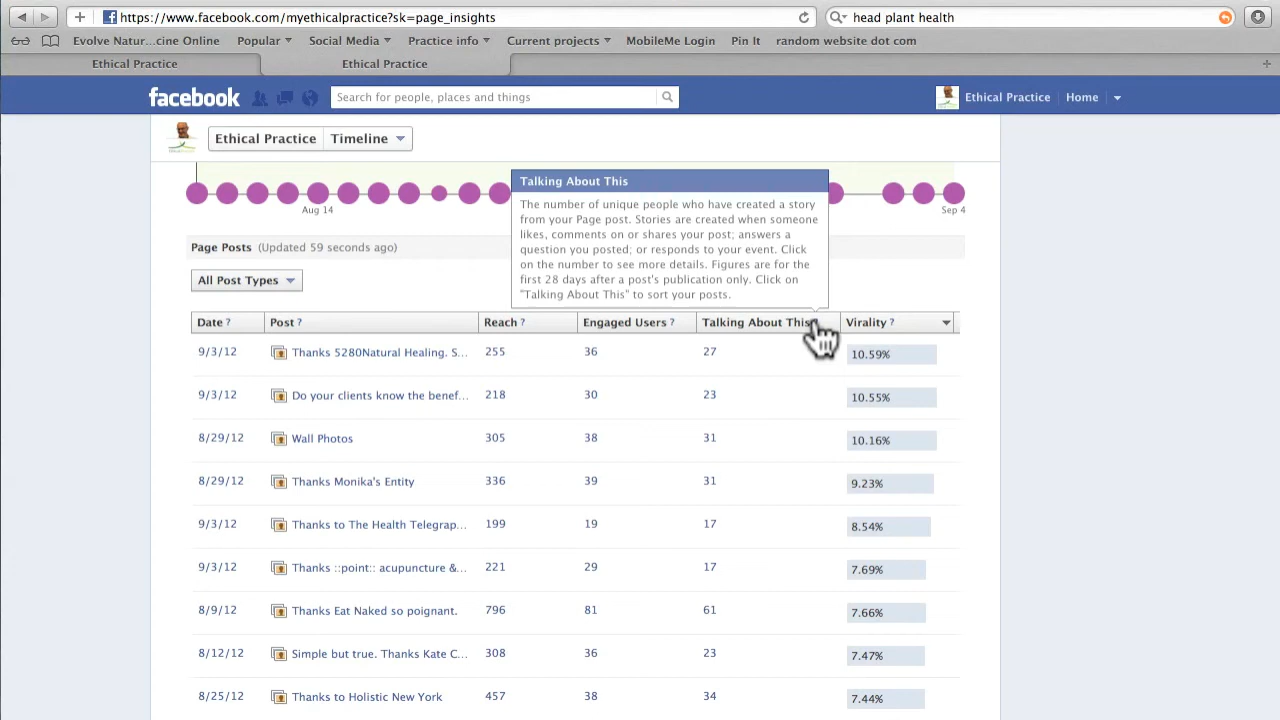 https://www.facebook.com/myethicalpractice?sk=page_insights
head plant health
Evolve Natur...cine Online Popular Social Media Practice info Current projects MobileMe Login Pin It random website dot com
Ethical Practice Ethical Practice
facebook Search for people, places and things Ethical Practice Home
Ethical Practice Timeline
Aug 14 Sep 4
Talking About This
The number of unique people who have created a story
from your Page post. Stories are created when someone
likes, comments on or shares your post; answers a
question you posted; or responds to your event. Click
on the number to see more details. Figures are for the
first 28 days after a post's publication only. Click on
"Talking About This" to sort your posts.
Page Posts (Updated 59 seconds ago)
All Post Types
Date ? Post ? Reach ? Engaged Users ? Talking About This Virality ?
9/3/12 Thanks 5280Natural Healing. S... 255 36 27 10.59%
9/3/12 Do your clients know the benef... 218 30 23 10.55%
8/29/12 Wall Photos 305 38 31 10.16%
8/29/12 Thanks Monika's Entity 336 39 31 9.23%
9/3/12 Thanks to The Health Telegrap... 199 19 17 8.54%
9/3/12 Thanks ::point:: acupuncture &... 221 29 17 7.69%
8/9/12 Thanks Eat Naked so poignant. 796 81 61 7.66%
8/12/12 Simple but true. Thanks Kate C... 308 36 23 7.47%
8/25/12 Thanks to Holistic New York 457 38 34 7.44%